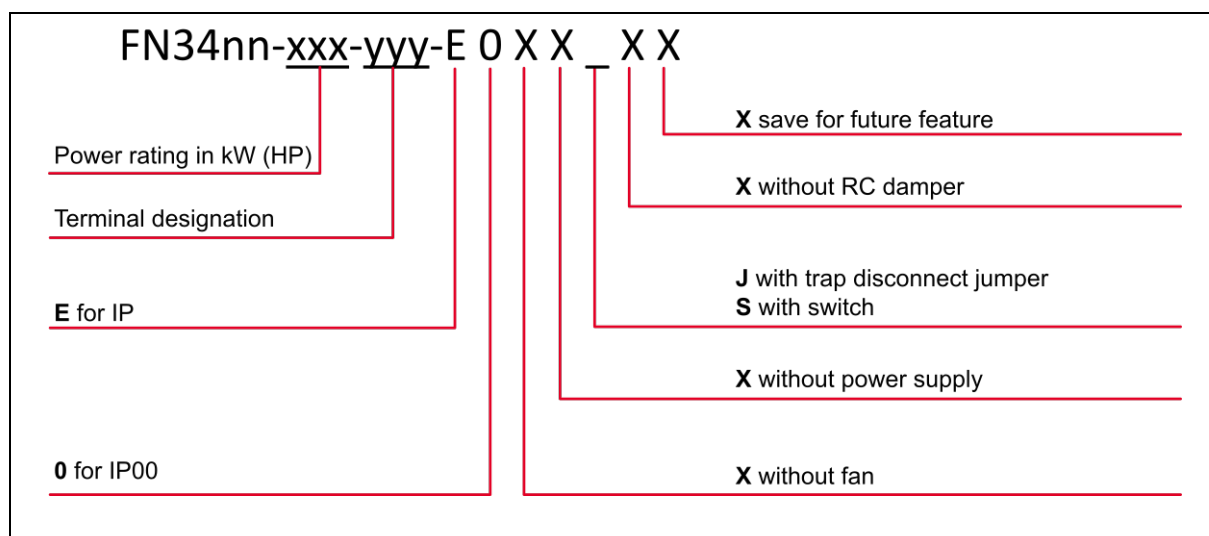 FN34nn-xxx-yyy-E 0 X X _ X X
X save for future feature
Power rating in kW (HP)
X without RC damper
Terminal designation
J with trap disconnect jumper
S with switch
E for IP
X without power supply
0 for IP00
X without fan